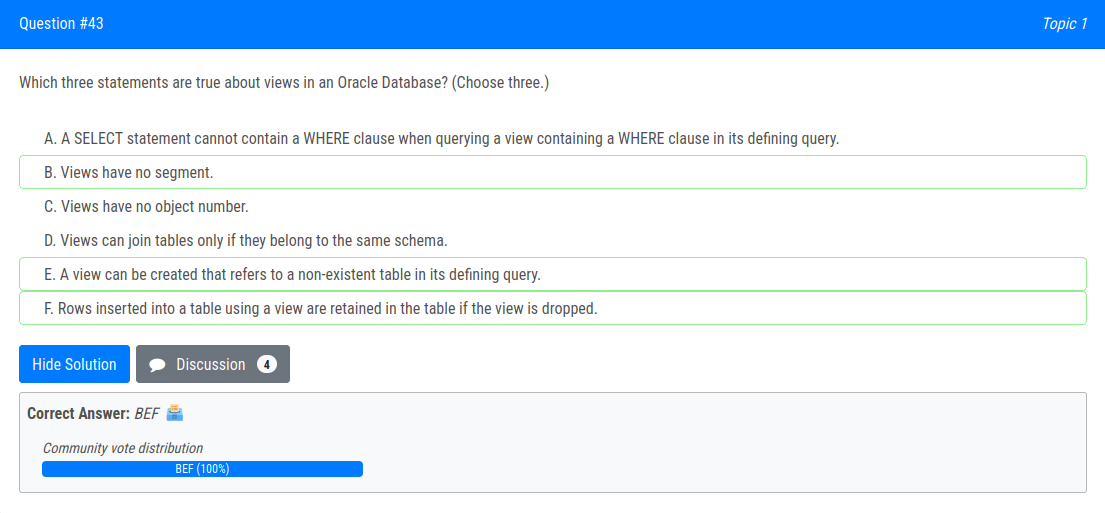 Question #43
Topic 1
Which three statements are true about views in an Oracle Database? (Choose three.)
A. A SELECT statement cannot contain a WHERE clause when querying a view containing a WHERE clause in its defining query.
B. Views have no segment.
C. Views have no object number.
D. Views can join tables only if they belong to the same schema.
E. A view can be created that refers to a non-existent table in its defining query.
F. Rows inserted into a table using a view are retained in the table if the view is dropped.
Hide Solution
Discussion 4
Correct Answer: BEF
Community vote distribution
BEF (100%)